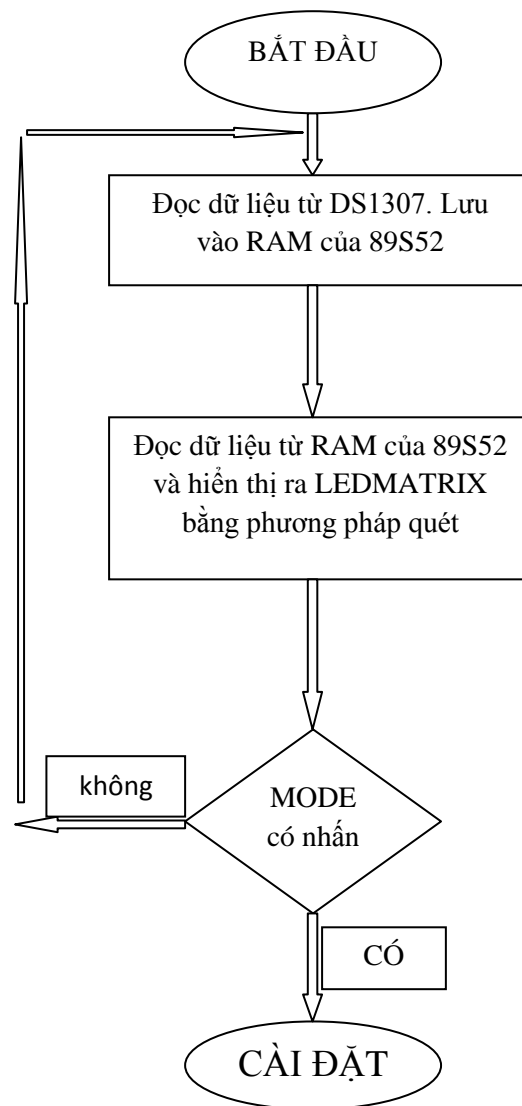 BẮT ĐẦU
Đọc dữ liệu từ DS1307. Lưu
vào RAM của 89S52
Đọc dữ liệu từ RAM của 89S52
và hiển thị ra LEDMATRIX
bằng phương pháp quét
không
MODE
có nhấn
CÓ
CÀI ĐẶT